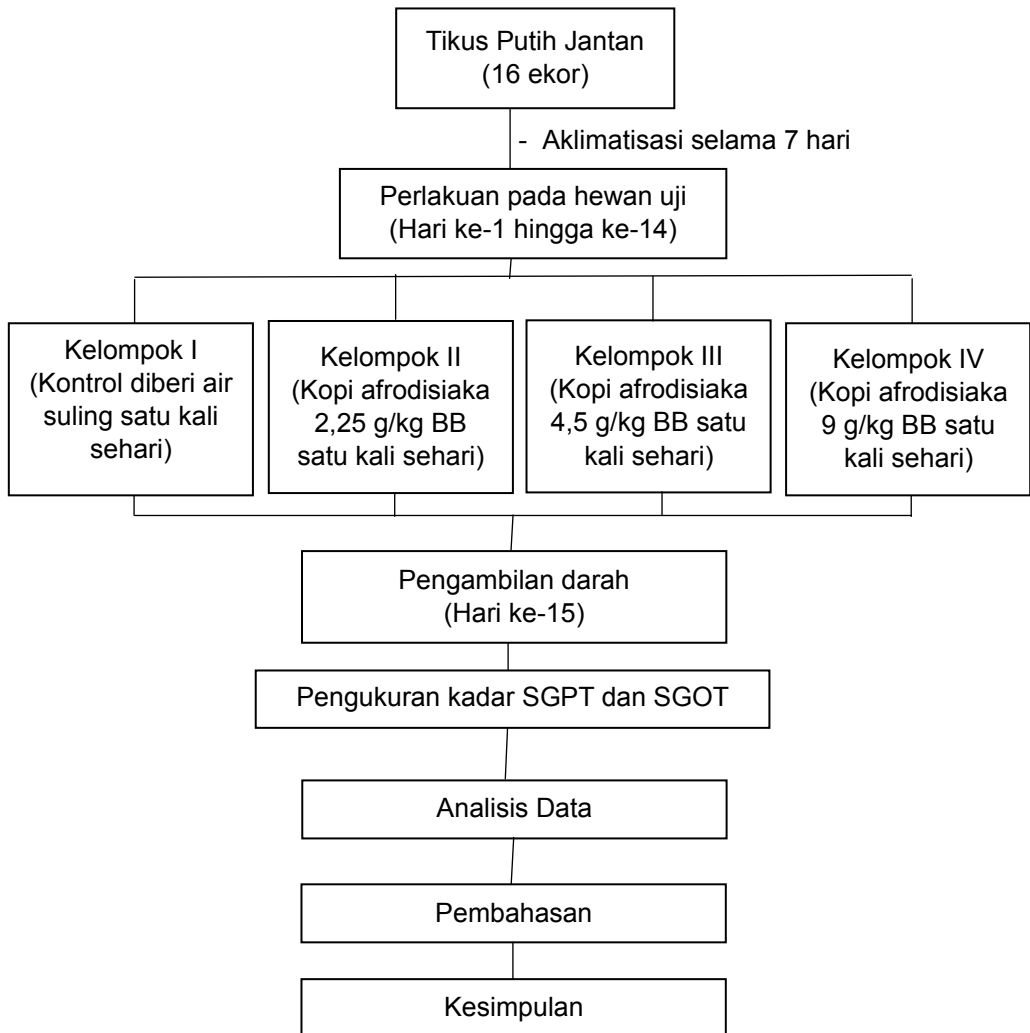 Tikus Putih Jantan
(16 ekor)
- Aklimatisasi selama 7 hari
Perlakuan pada hewan uji
(Hari ke-1 hingga ke-14)
Kelompok I
(Kontrol diberi air
suling satu kali
sehari)
Kelompok II
(Kopi afrodisiaka
2,25 g/kg BB
satu kali sehari)
Kelompok III
(Kopi afrodisiaka
4,5 g/kg BB satu
kali sehari)
Kelompok IV
(Kopi afrodisiaka
9 g/kg BB satu
kali sehari)
Pengambilan darah
(Hari ke-15)
Pengukuran kadar SGPT dan SGOT
Analisis Data
Pembahasan
Kesimpulan